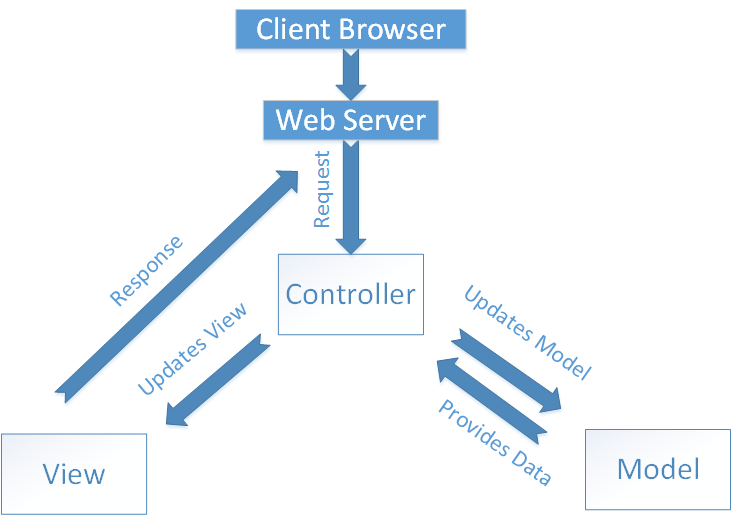 Client Browser
Web Server
Request
Response
Controller
Updates View
Updates Model
Provides Data
View
Model